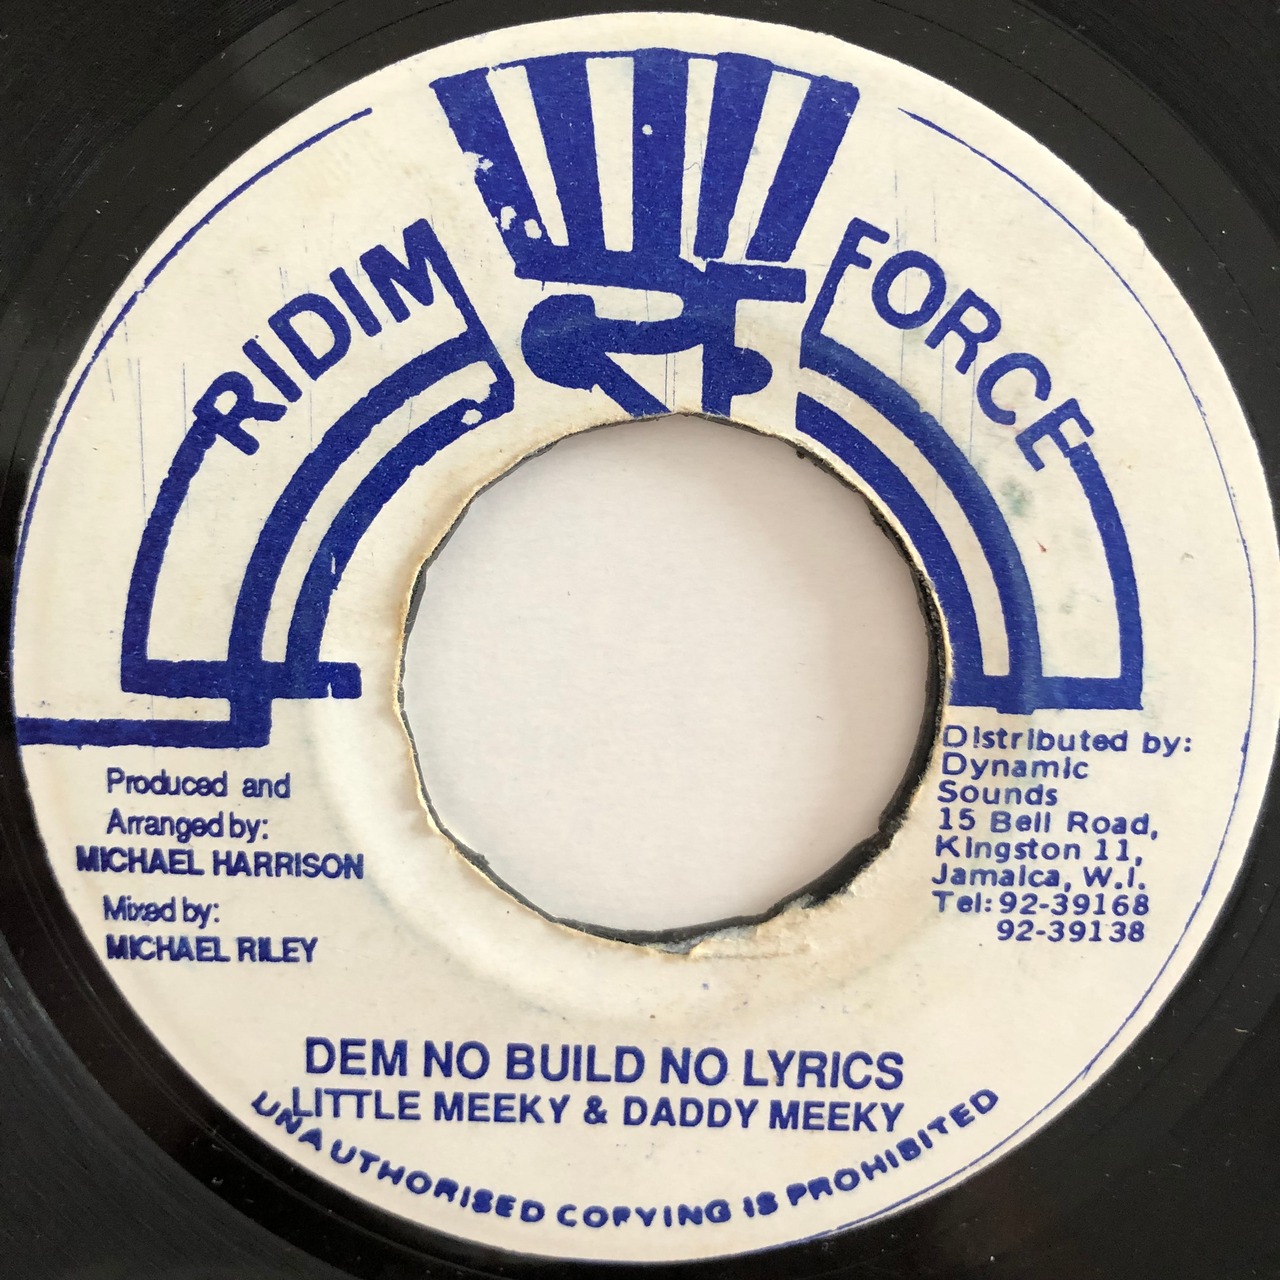 RIDIM FORCE
Produced and
Arranged by:
MICHAEL HARRISON
Mixed by:
MICHAEL RILEY
Distributed by:
Dynamic
Sounds
15 Bell Road,
Kingston 11,
Jamaica, W.I.
Tel: 92-39168
92-39138
DEM NO BUILD NO LYRICS
LITTLE MEEKY & DADDY MEEKY
UNAUTHORISED COPYING IS PROHIBITED